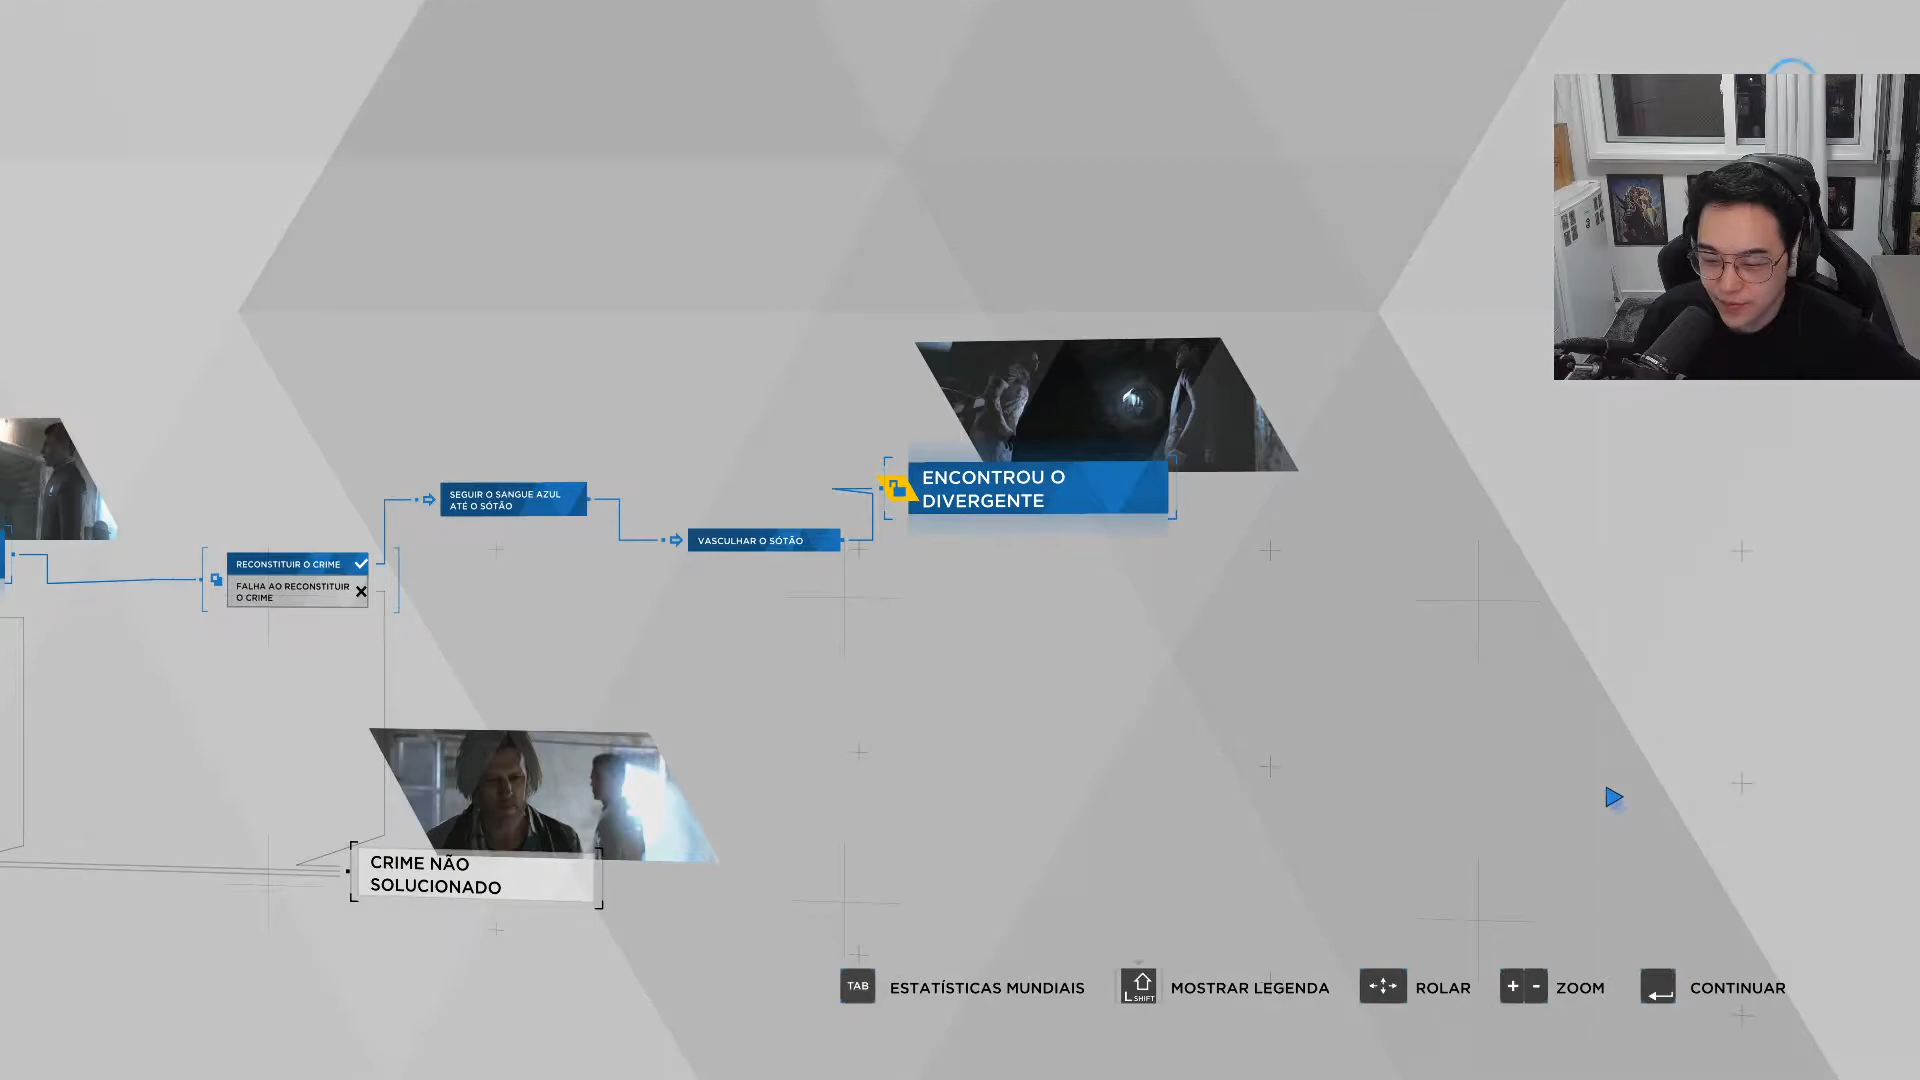 ENCONTROU O
DIVERGENTE
SEGUIR O SANGUE AZUL
ATÉ O SÓTÃO
VASCULHAR O SÓTÃO
RECONSTITUIR O CRIME
FALHA AO RECONSTITUIR
O CRIME
CRIME NÃO
SOLUCIONADO
TAB ESTATÍSTICAS MUNDIAIS
L SHIFT MOSTRAR LEGENDA
ROLAR
+ - ZOOM
CONTINUAR